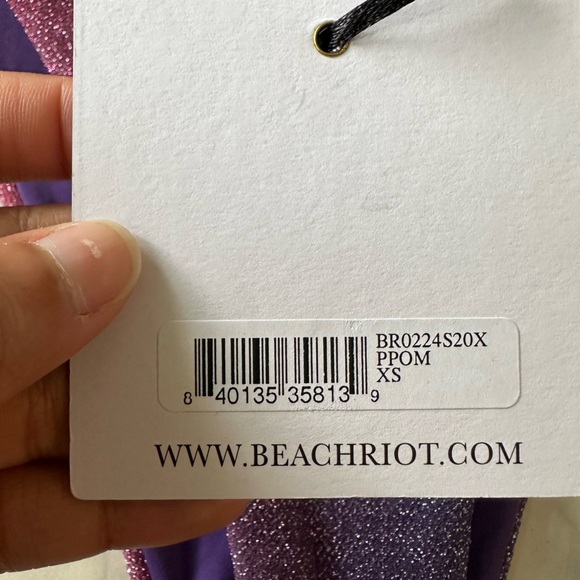 BR0224S20X
PPOM
XS
8 40135 35813 9
WWW.BEACHRIOT.COM